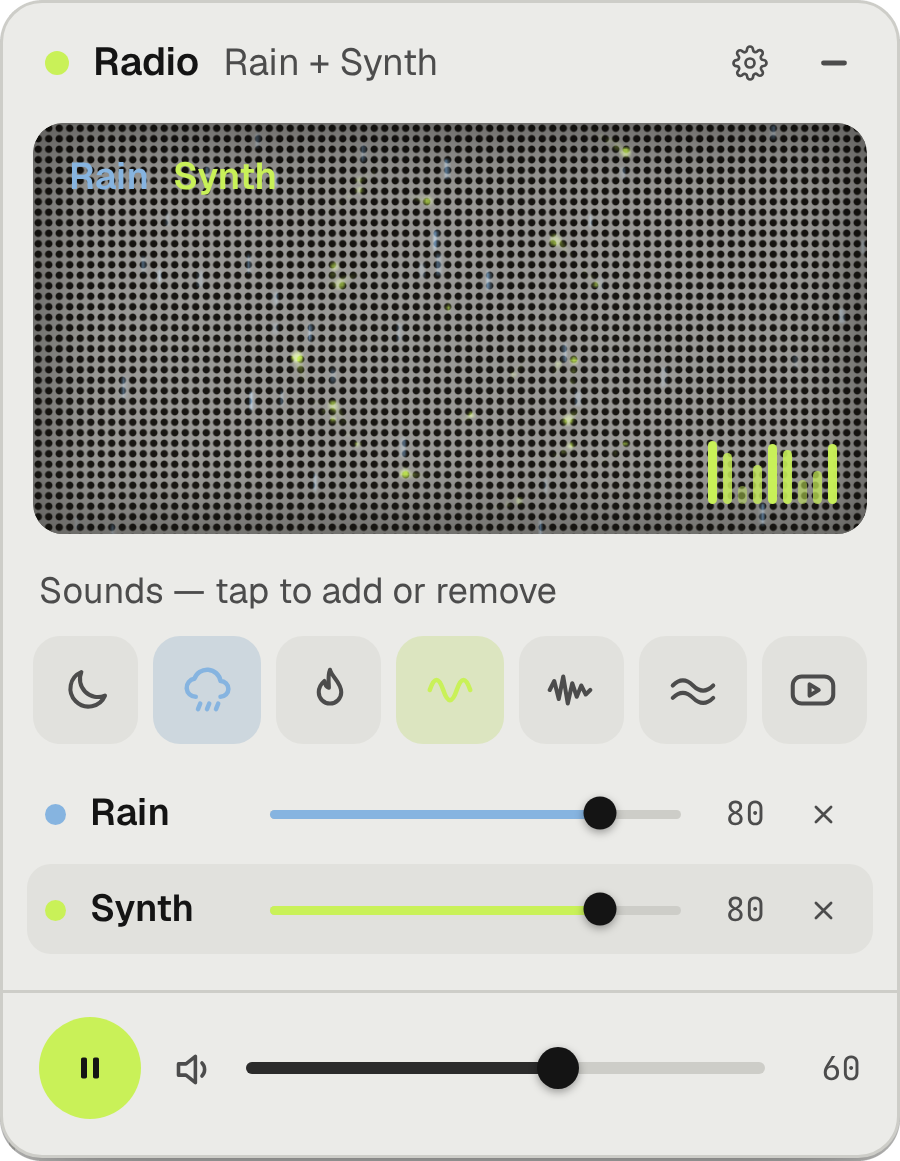 Radio Rain + Synth
Rain Synth
Sounds — tap to add or remove
Rain 80
Synth 80
60